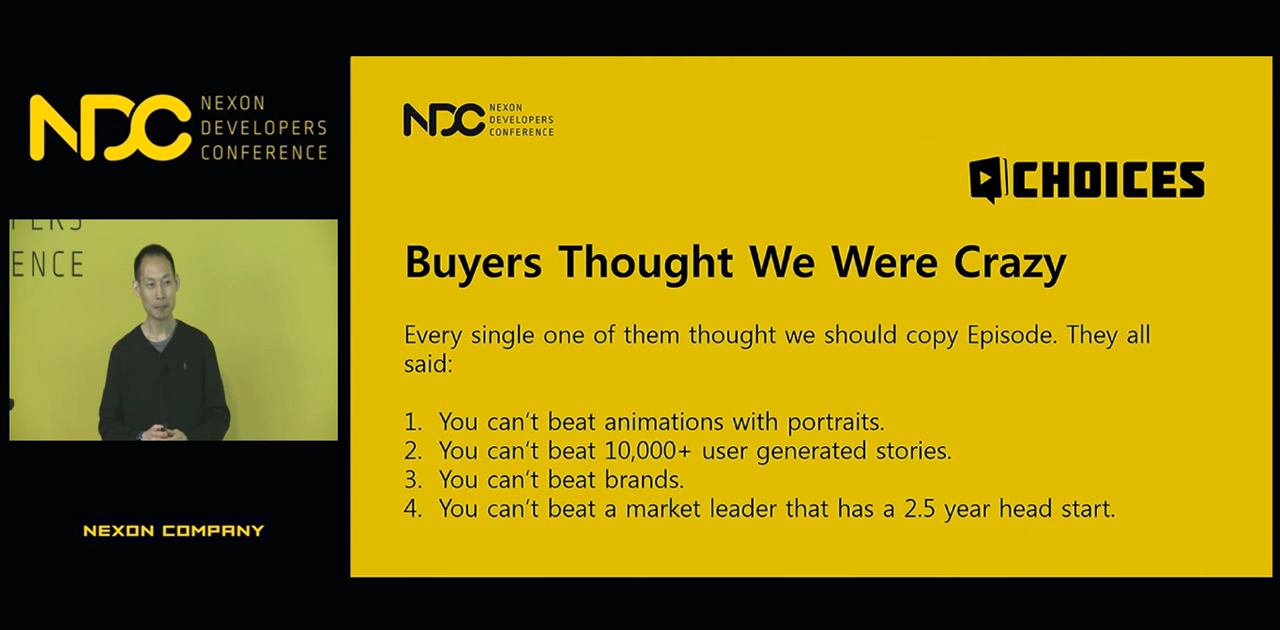 NDC NEXON DEVELOPERS CONFERENCE
PERS
ENCE
NEXON COMPANY
NDC NEXON DEVELOPERS CONFERENCE
CHOICES
Buyers Thought We Were Crazy
Every single one of them thought we should copy Episode. They all
said:
1. You can't beat animations with portraits.
2. You can't beat 10,000+ user generated stories.
3. You can't beat brands.
4. You can't beat a market leader that has a 2.5 year head start.